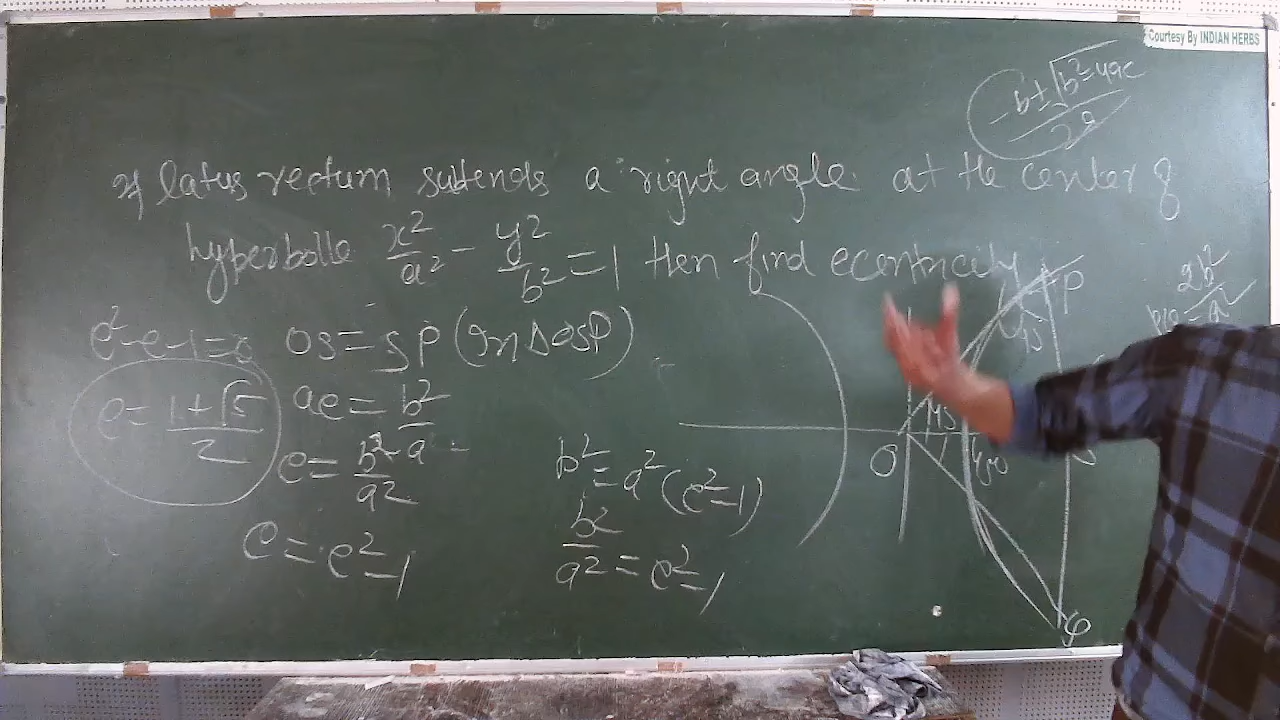 Courtesy By INDIAN HERBS
-b±√b²-4ac
2a
If latus rectum subtends a right angle at the center of
hyperbolle x²/a² - y²/b² = 1 then find ecentricity
e²-e-1=0
OS = SP (In ΔOSP)
e = 1+√5/2
ae = b²/a
e = b²/a²
e = e²-1
b² = a²(e²-1)
b²/a² = e²-1
P
2b²
a
45
45
O
90
Q